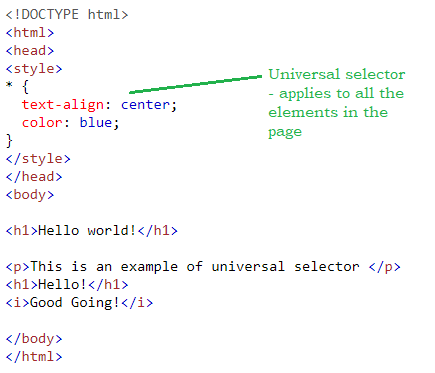 <!DOCTYPE html>
<html>
<head>
<style>
* {
  text-align: center;
  color: blue;
}
</style>
</head>
<body>

<h1>Hello world!</h1>

<p>This is an example of universal selector </p>
<h1>Hello!</h1>
<i>Good Going!</i>

</body>
</html>
Universal selector
- applies to all the
elements in the
page